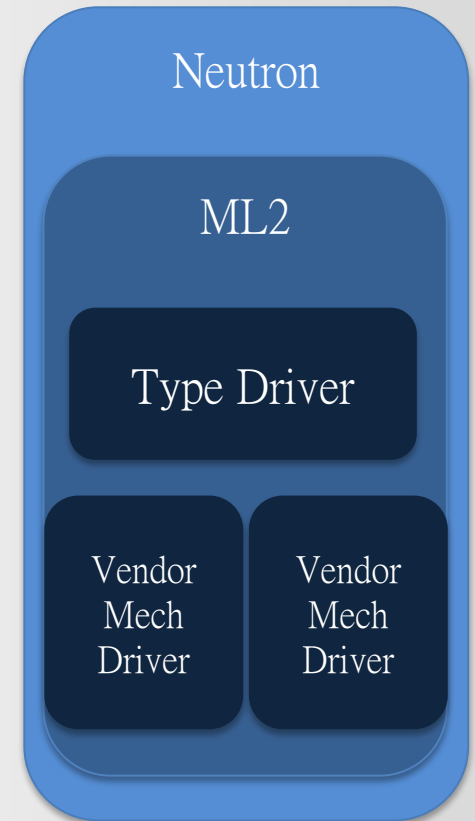 Neutron
ML2
Type Driver
Vendor
Mech
Driver
Vendor
Mech
Driver